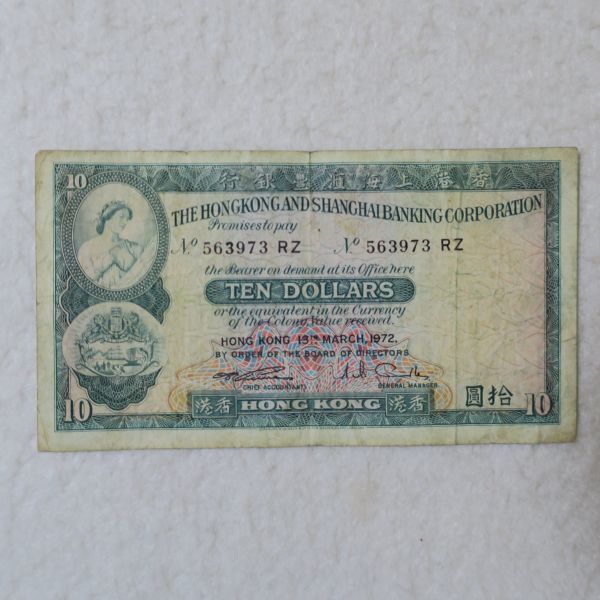 10
行銀豐滙海上港香
THE HONGKONG AND SHANGHAI BANKING CORPORATION
Promises to pay
Nº 563973 RZ Nº 563973 RZ
the Bearer on demand at its Office here
TEN DOLLARS
or the equivalent in the Currency
of the Colony, Value received.
HONG KONG 13TH MARCH, 1972.
BY ORDER OF THE BOARD OF DIRECTORS
CHIEF ACCOUNTANT GENERAL MANAGER
10 港香 HONG KONG 港香 圓拾 10